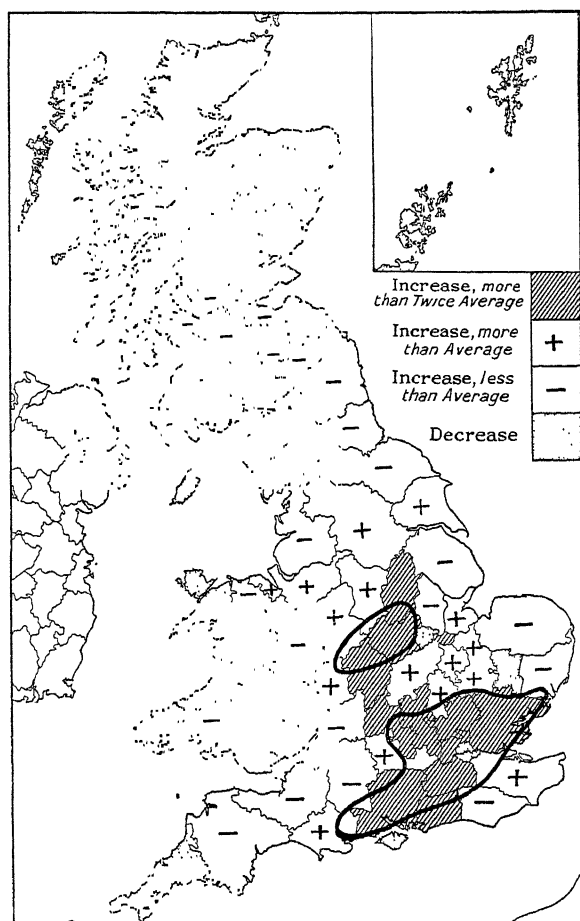 Increase, more
than Twice Average
Increase, more
than Average
Increase, less
than Average
Decrease